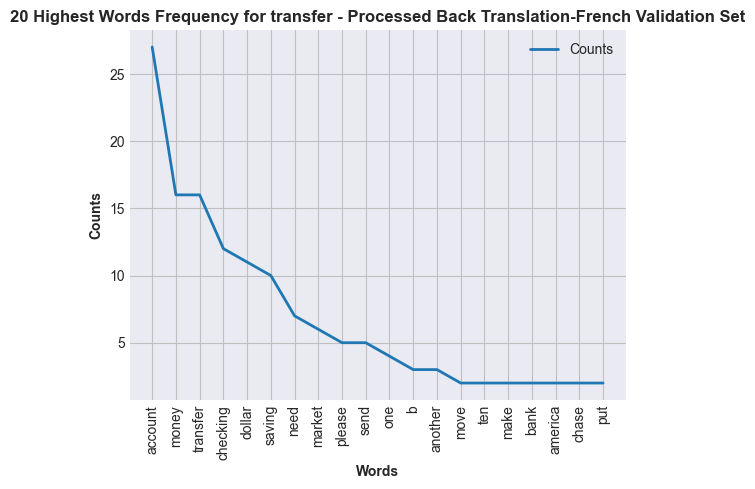 20 Highest Words Frequency for transfer - Processed Back Translation-French Validation Set
Counts
25
20
15
10
5
Counts
account
money
transfer
checking
dollar
saving
need
market
please
send
one
b
another
move
ten
make
bank
america
chase
put
Words